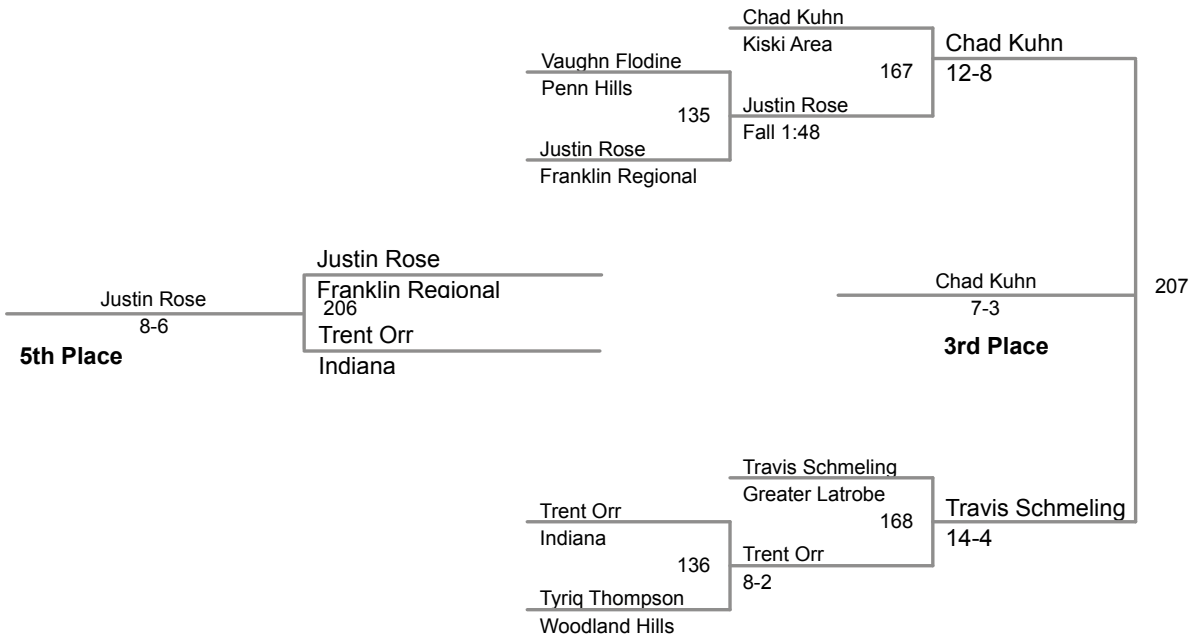 Chad Kuhn
Kiski Area
167
Chad Kuhn
12-8
Vaughn Flodine
Penn Hills
135
Justin Rose
Fall 1:48
Justin Rose
Franklin Regional
Justin Rose
Franklin Regional
206
Trent Orr
Indiana
Justin Rose
8-6
5th Place
Chad Kuhn
7-3
3rd Place
207
Travis Schmeling
Greater Latrobe
168
Travis Schmeling
14-4
Trent Orr
Indiana
136
Trent Orr
8-2
Tyriq Thompson
Woodland Hills